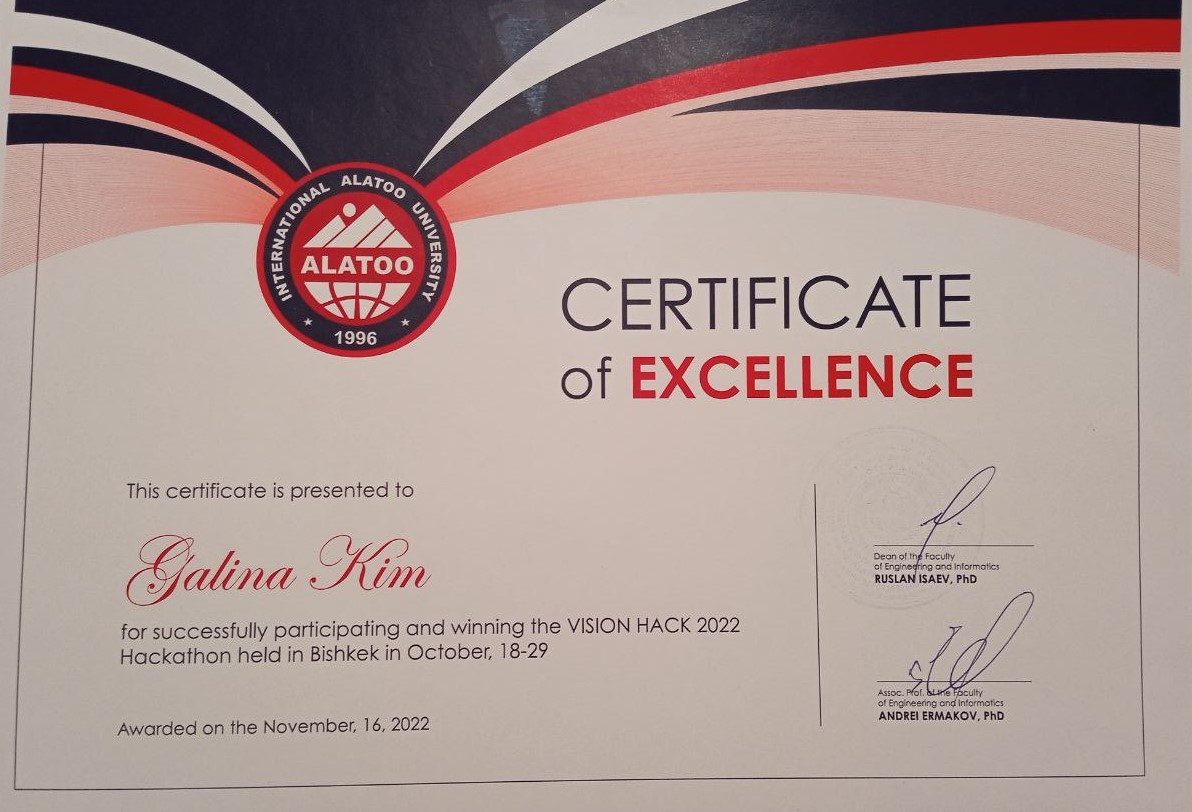 INTERNATIONAL ALATOO UNIVERSITY
ALATOO
1996
CERTIFICATE
of EXCELLENCE
This certificate is presented to
Galina Kim
for successfully participating and winning the VISION HACK 2022
Hackathon held in Bishkek in October, 18-29
Awarded on the November, 16, 2022
Dean of the Faculty
of Engineering and Informatics
RUSLAN ISAEV, PhD
Assoc. Prof. of the Faculty
of Engineering and Informatics
ANDREI ERMAKOV, PhD